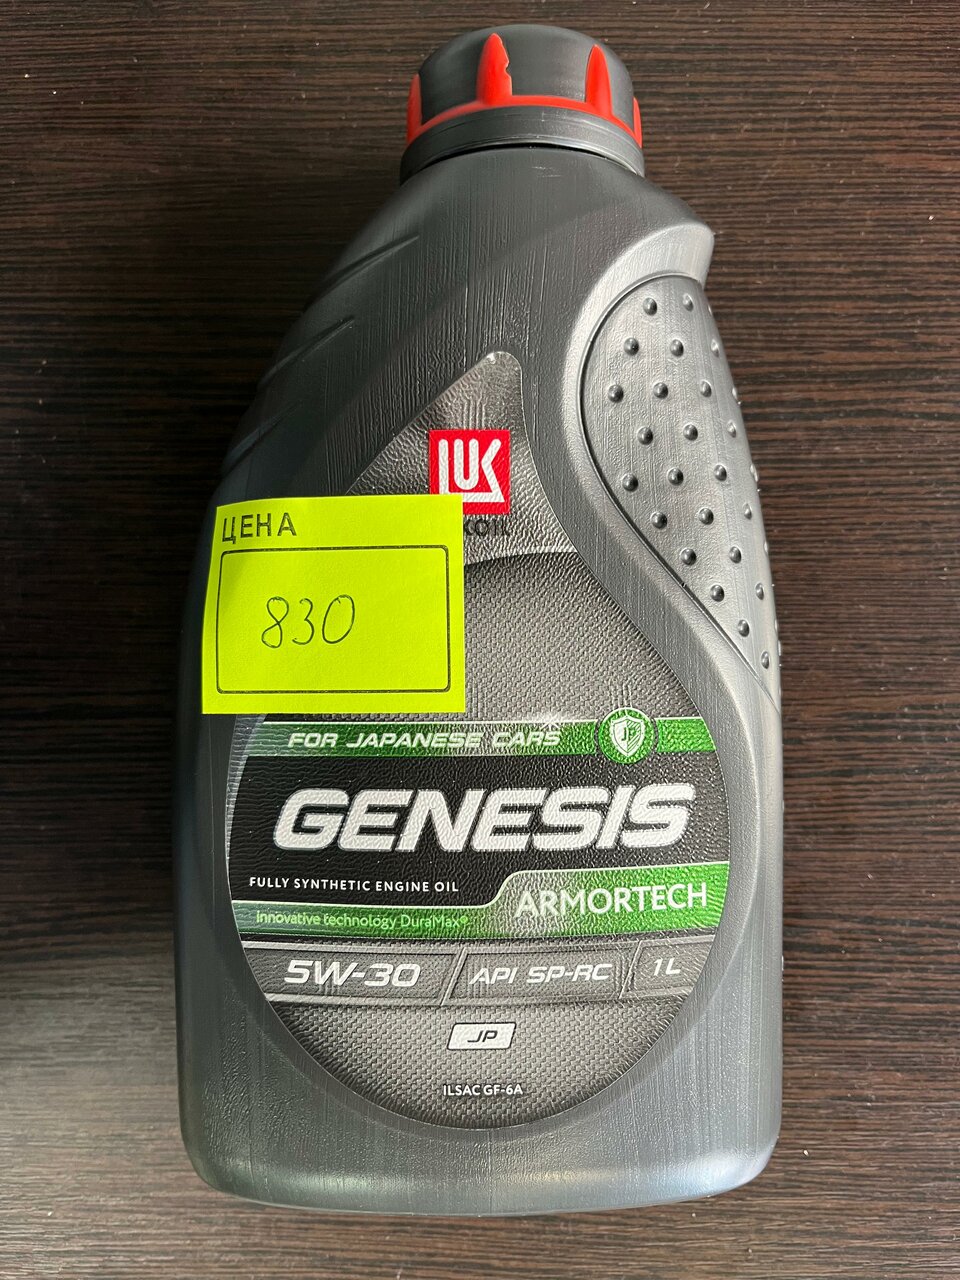 LUK
ЦЕНА
830
FOR JAPANESE CARS
JP
GENESIS
FULLY SYNTHETIC ENGINE OIL
ARMORTECH
Innovative technology DuraMax®
5W-30 API SP-RC 1L
JP
ILSAC GF-6A